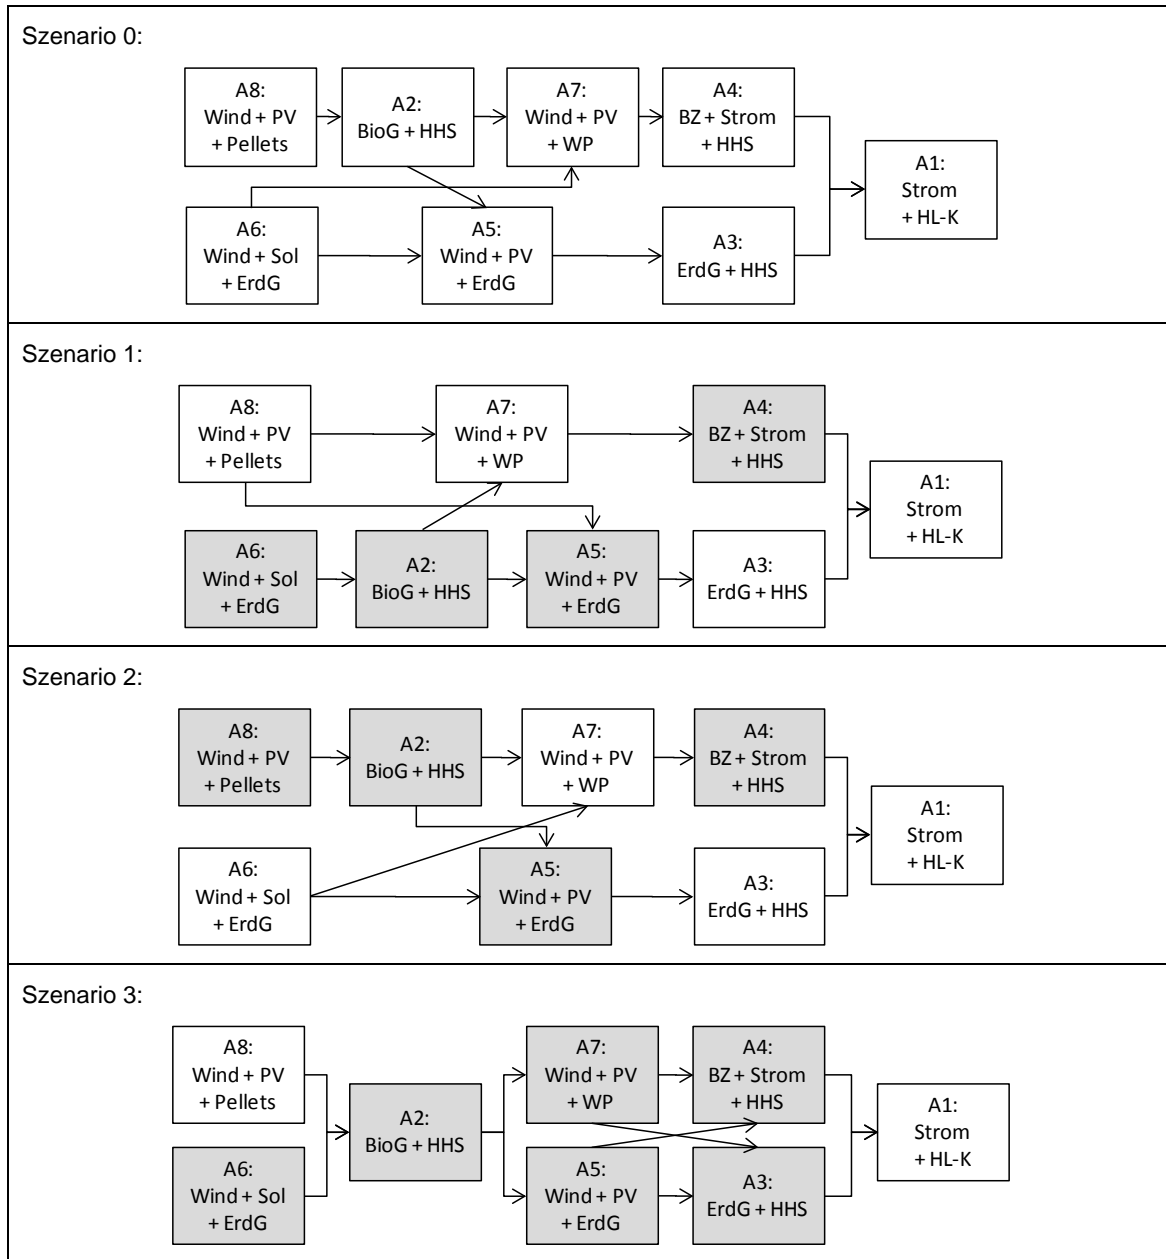 Szenario 0:
A8:
Wind + PV
+ Pellets
A2:
BioG + HHS
A7:
Wind + PV
+ WP
A4:
BZ + Strom
+ HHS
A1:
Strom
+ HL-K
A6:
Wind + Sol
+ ErdG
A5:
Wind + PV
+ ErdG
A3:
ErdG + HHS
Szenario 1:
A8:
Wind + PV
+ Pellets
A7:
Wind + PV
+ WP
A4:
BZ + Strom
+ HHS
A1:
Strom
+ HL-K
A6:
Wind + Sol
+ ErdG
A2:
BioG + HHS
A5:
Wind + PV
+ ErdG
A3:
ErdG + HHS
Szenario 2:
A8:
Wind + PV
+ Pellets
A2:
BioG + HHS
A7:
Wind + PV
+ WP
A4:
BZ + Strom
+ HHS
A1:
Strom
+ HL-K
A6:
Wind + Sol
+ ErdG
A5:
Wind + PV
+ ErdG
A3:
ErdG + HHS
Szenario 3:
A8:
Wind + PV
+ Pellets
A2:
BioG + HHS
A7:
Wind + PV
+ WP
A4:
BZ + Strom
+ HHS
A1:
Strom
+ HL-K
A6:
Wind + Sol
+ ErdG
A5:
Wind + PV
+ ErdG
A3:
ErdG + HHS